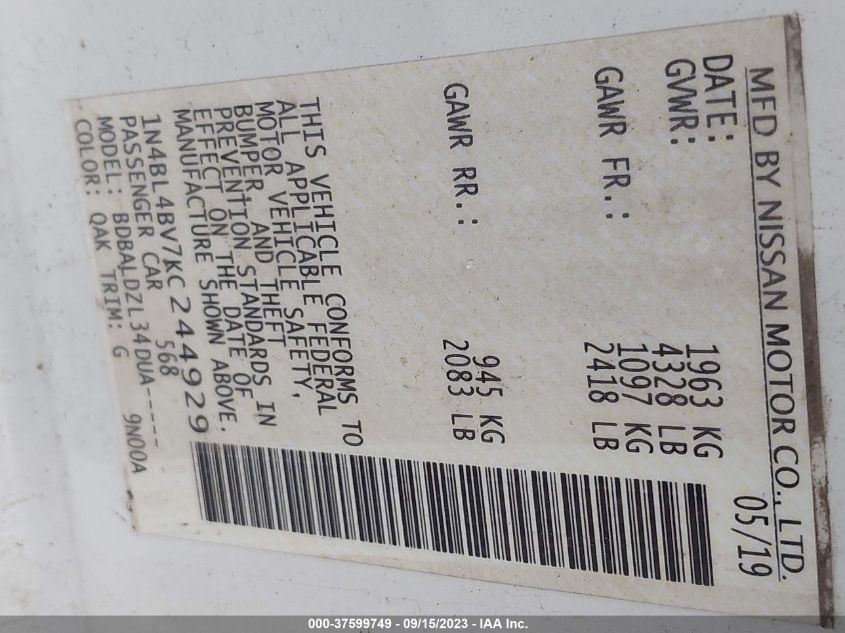 MFD BY NISSAN MOTOR CO., LTD.
DATE: 05/19
GVWR: 1963 KG
4328 LB
GAWR FR.: 1097 KG
2418 LB
GAWR RR.: 945 KG
2083 LB
THIS VEHICLE CONFORMS TO
ALL APPLICABLE FEDERAL
MOTOR VEHICLE SAFETY,
BUMPER, AND THEFT
PREVENTION STANDARDS IN
EFFECT ON THE DATE OF
MANUFACTURE SHOWN ABOVE.
1N4BL4BV7KC244929
PASSENGER CAR 568
MODEL: BDBALDZL34DUA-----
COLOR: QAK TRIM: G 9N00A
000-37599749 - 09/15/2023 - IAA Inc.